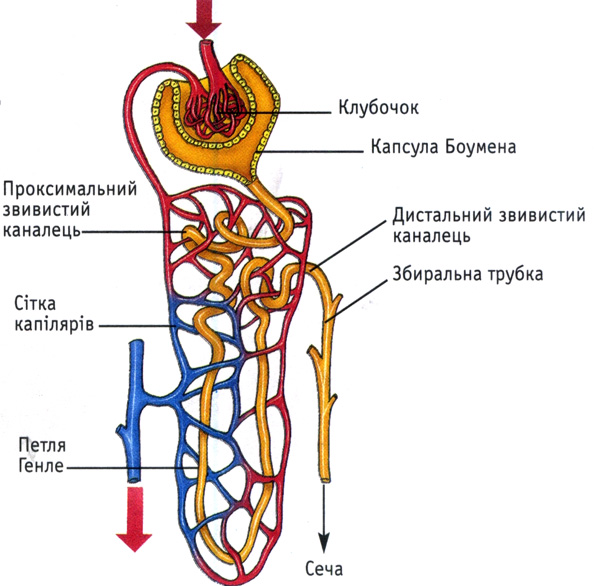 Клубочок
Капсула Боумена
Проксимальний
звивистий
каналець
Дистальний звивистий
каналець
Збиральна трубка
Сітка
капілярів
Петля
Генле
Сеча